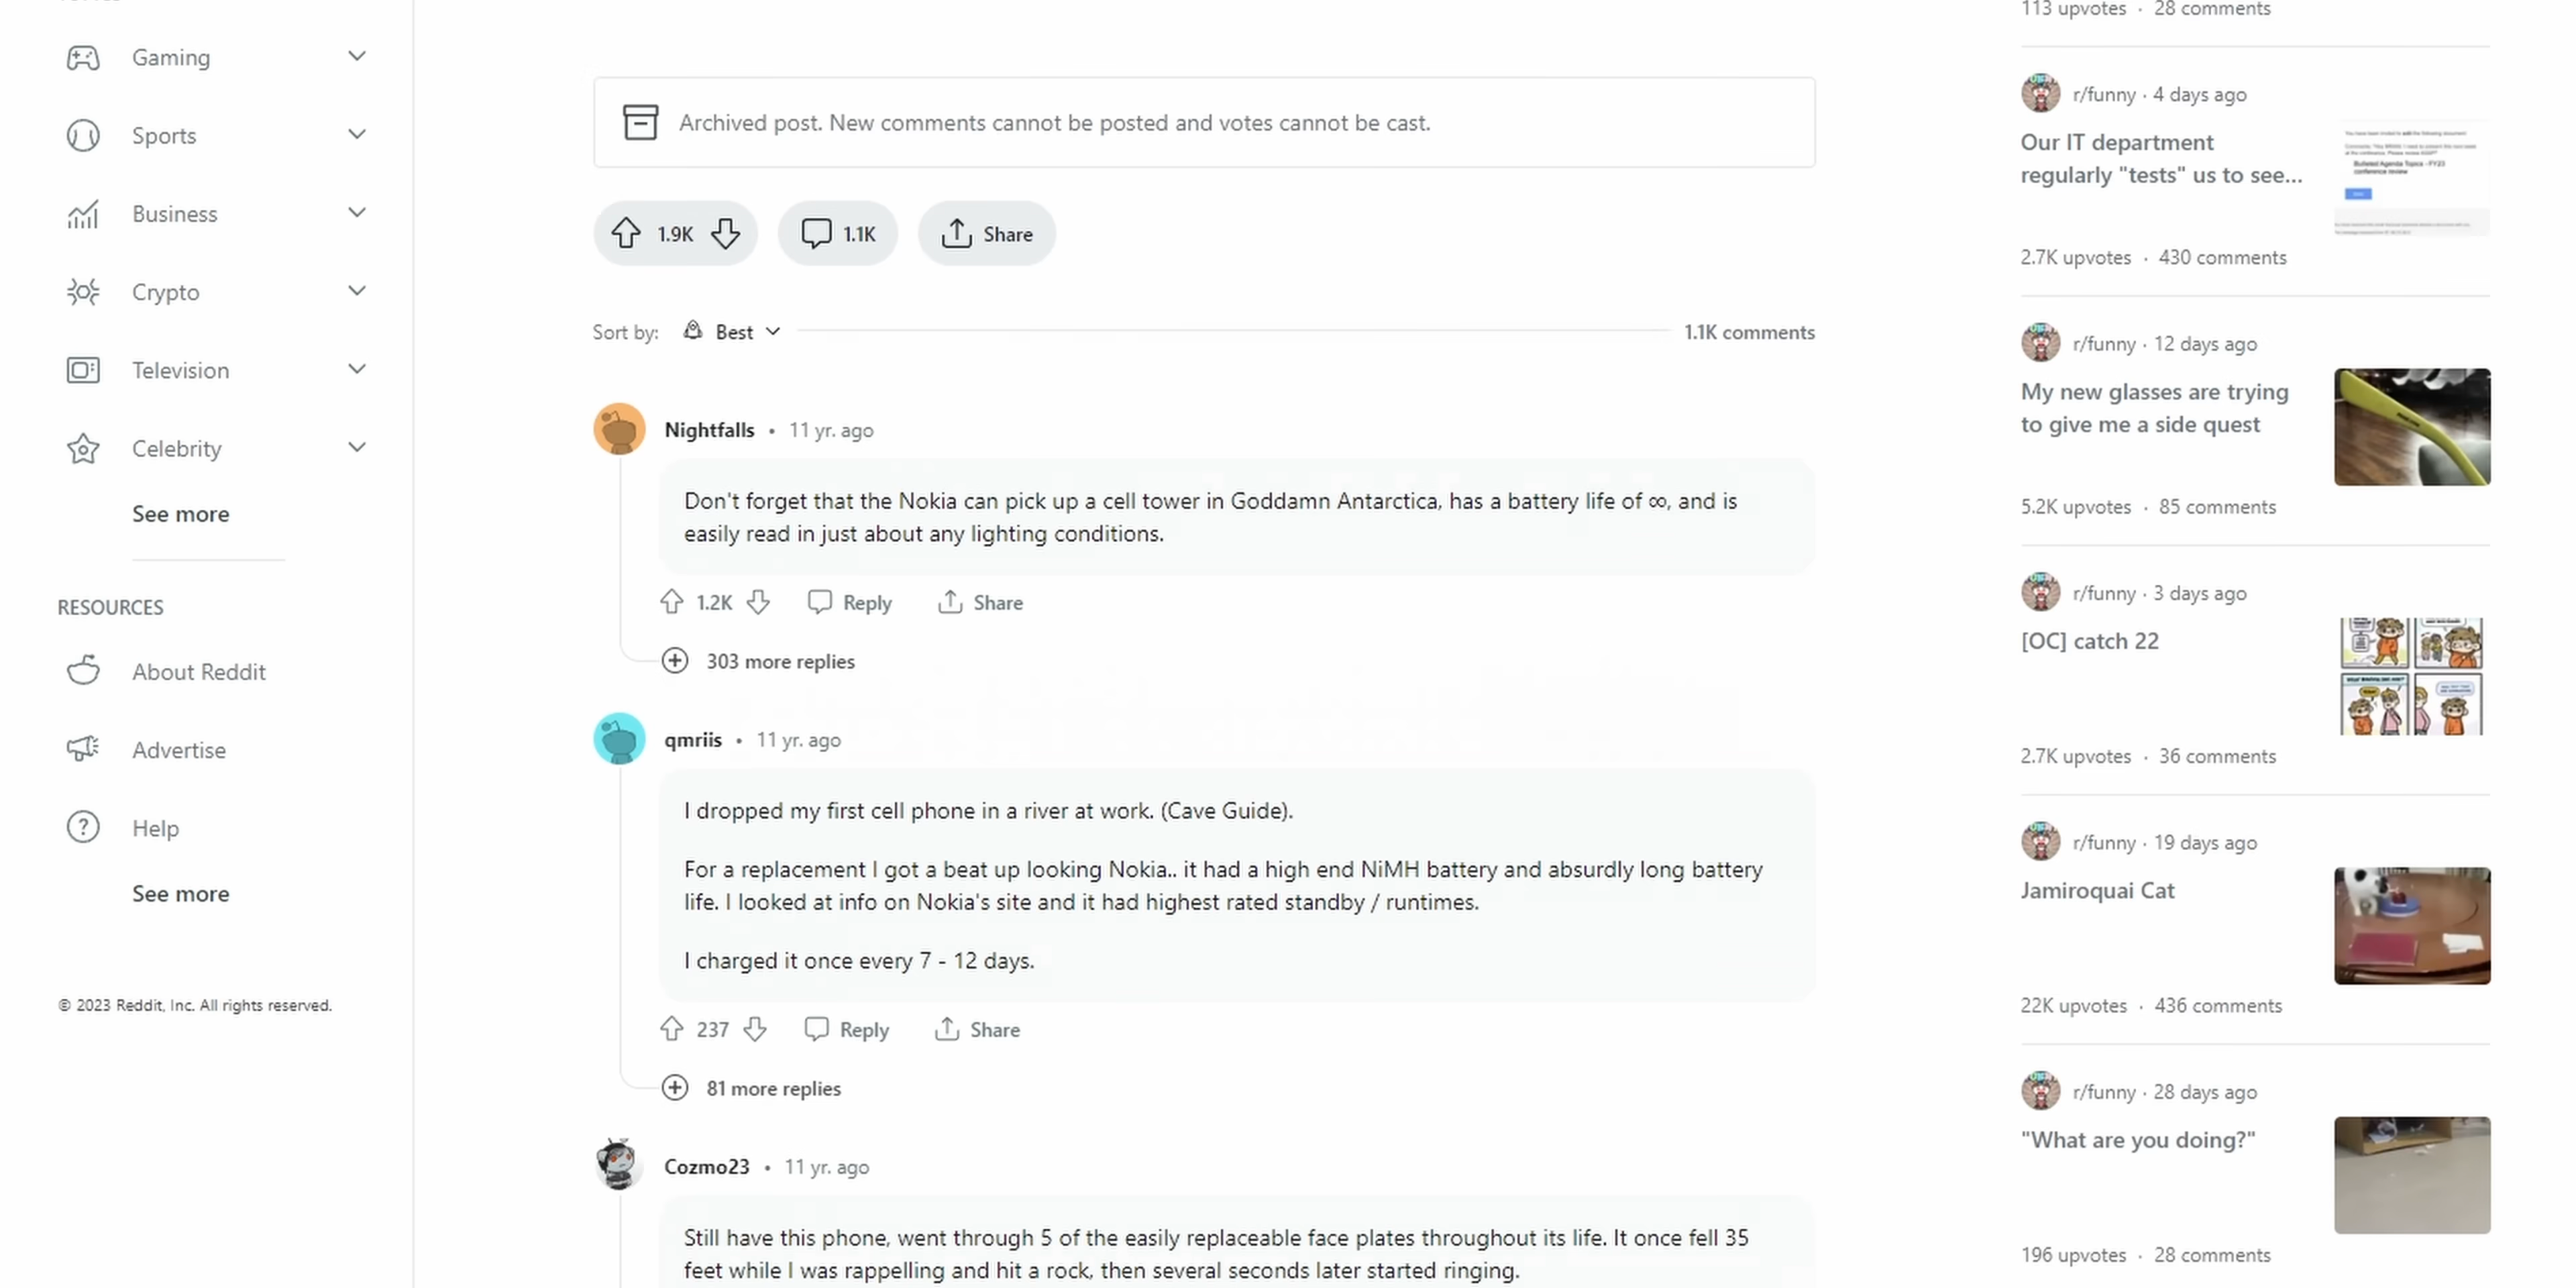 Gaming
Sports
Business
Crypto
Television
Celebrity
See more
RESOURCES
About Reddit
Advertise
Help
See more
© 2023 Reddit, Inc. All rights reserved.
Archived post. New comments cannot be posted and votes cannot be cast.
1.9K 1.1K Share
Sort by: Best 1.1K comments
Nightfalls • 11 yr. ago
Don't forget that the Nokia can pick up a cell tower in Goddamn Antarctica, has a battery life of ∞, and is
easily read in just about any lighting conditions.
1.2K Reply Share
303 more replies
qmriis • 11 yr. ago
I dropped my first cell phone in a river at work. (Cave Guide).
For a replacement I got a beat up looking Nokia.. it had a high end NiMH battery and absurdly long battery
life. I looked at info on Nokia's site and it had highest rated standby / runtimes.
I charged it once every 7 - 12 days.
237 Reply Share
81 more replies
Cozmo23 • 11 yr. ago
Still have this phone, went through 5 of the easily replaceable face plates throughout its life. It once fell 35
feet while I was rappelling and hit a rock, then several seconds later started ringing.
113 upvotes · 28 comments
r/funny · 4 days ago
Our IT department
regularly "tests" us to see...
Bulleted Agenda Topics - FY23
conference review
2.7K upvotes · 430 comments
r/funny · 12 days ago
My new glasses are trying
to give me a side quest
5.2K upvotes · 85 comments
r/funny · 3 days ago
[OC] catch 22
2.7K upvotes · 36 comments
r/funny · 19 days ago
Jamiroquai Cat
22K upvotes · 436 comments
r/funny · 28 days ago
"What are you doing?"
196 upvotes · 28 comments